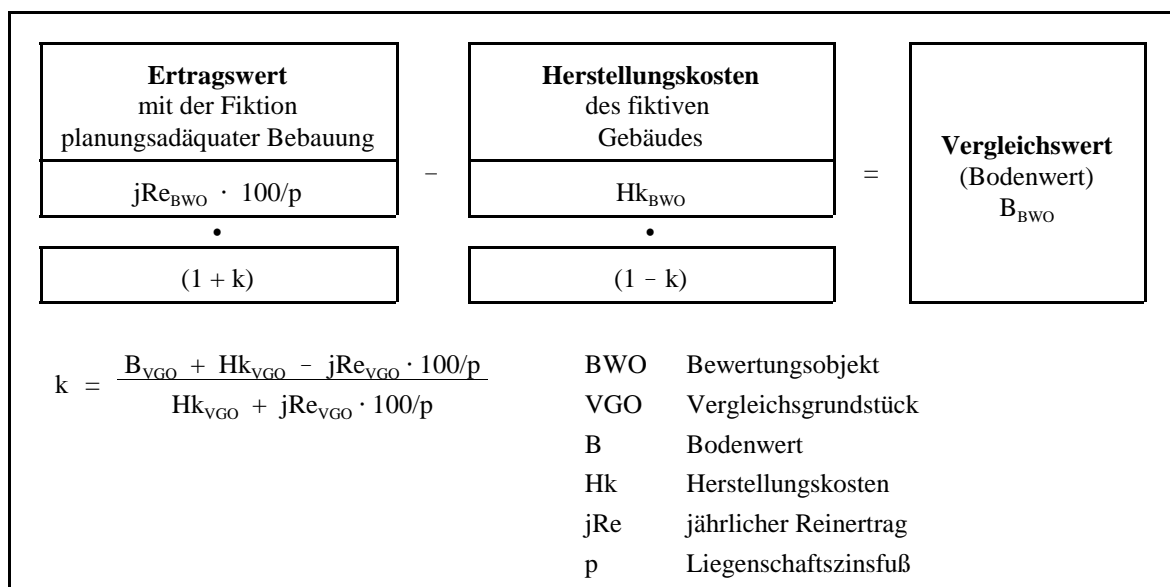 Ertragswert
mit der Fiktion
planungsadäquater Bebauung
jRe_BWO · 100/p
•
(1 + k)
–
Herstellungskosten
des fiktiven
Gebäudes
Hk_BWO
•
(1 – k)
=
Vergleichswert
(Bodenwert)
B_BWO
k = (B_VGO + Hk_VGO – jRe_VGO · 100/p) / (Hk_VGO + jRe_VGO · 100/p)
BWO Bewertungsobjekt
VGO Vergleichsgrundstück
B Bodenwert
Hk Herstellungskosten
jRe jährlicher Reinertrag
p Liegenschaftszinsfuß